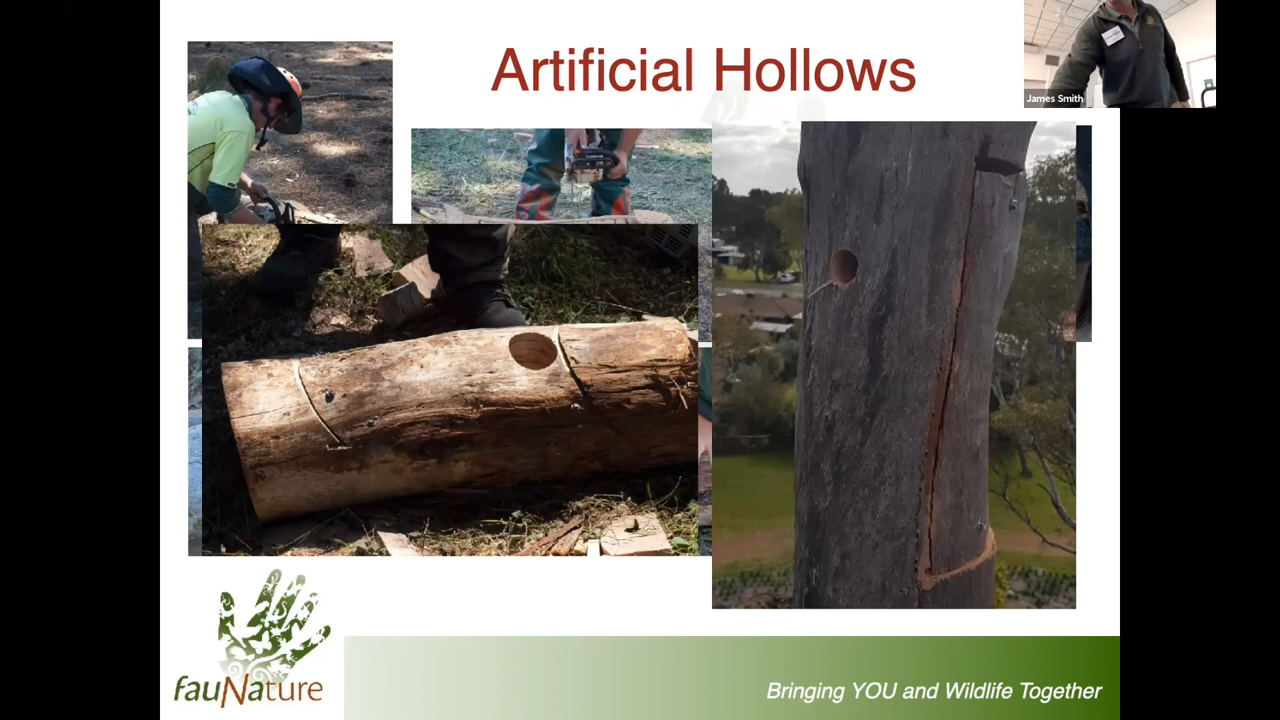 Artificial Hollows
James Smith
fauNature
Bringing YOU and Wildlife Together